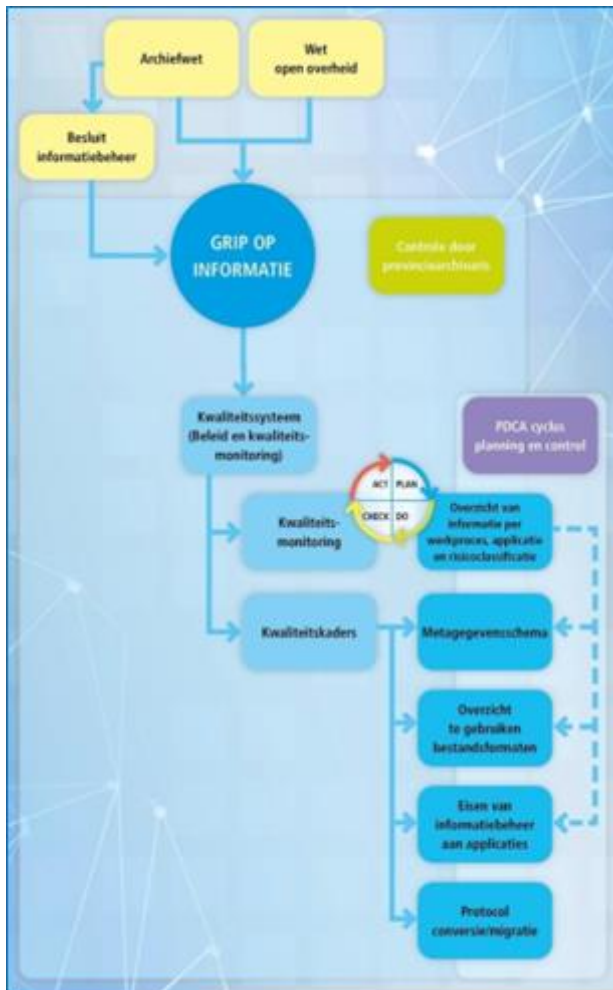 Archiefwet
Wet
open overheid
Besluit
informatiebeheer
GRIP OP
INFORMATIE
Controle door
provinciearchivaris
Kwaliteitssysteem
(Beleid en kwaliteits-
monitoring)
PDCA cyclus
planning en control
ACT PLAN
CHECK DO
Kwaliteits-
monitoring
Overzicht van
informatie per
werkproces, applicatie
en risicoclassificatie
Kwaliteitskaders
Metagegevensschema
Overzicht
te gebruiken
bestandsformaten
Eisen van
informatiebeheer
aan applicaties
Protocol
conversie/migratie